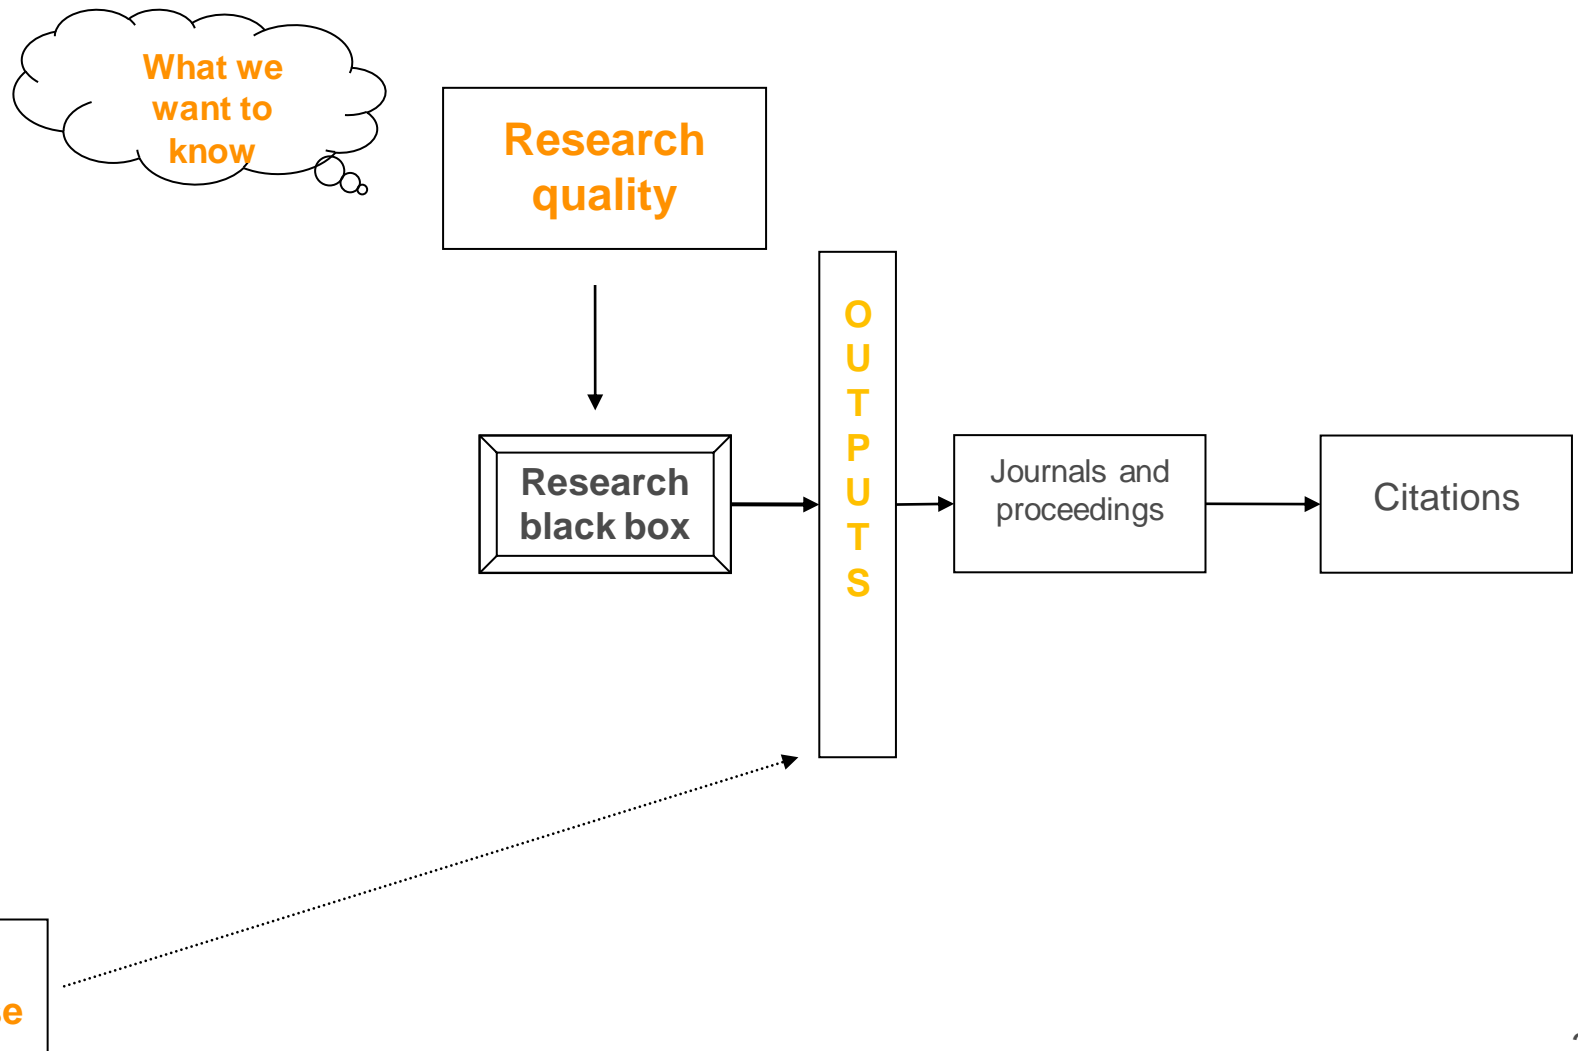 What we
want to
know
Research
quality
O
U
T
P
U
T
S
Research
black box
Journals and
proceedings
Citations